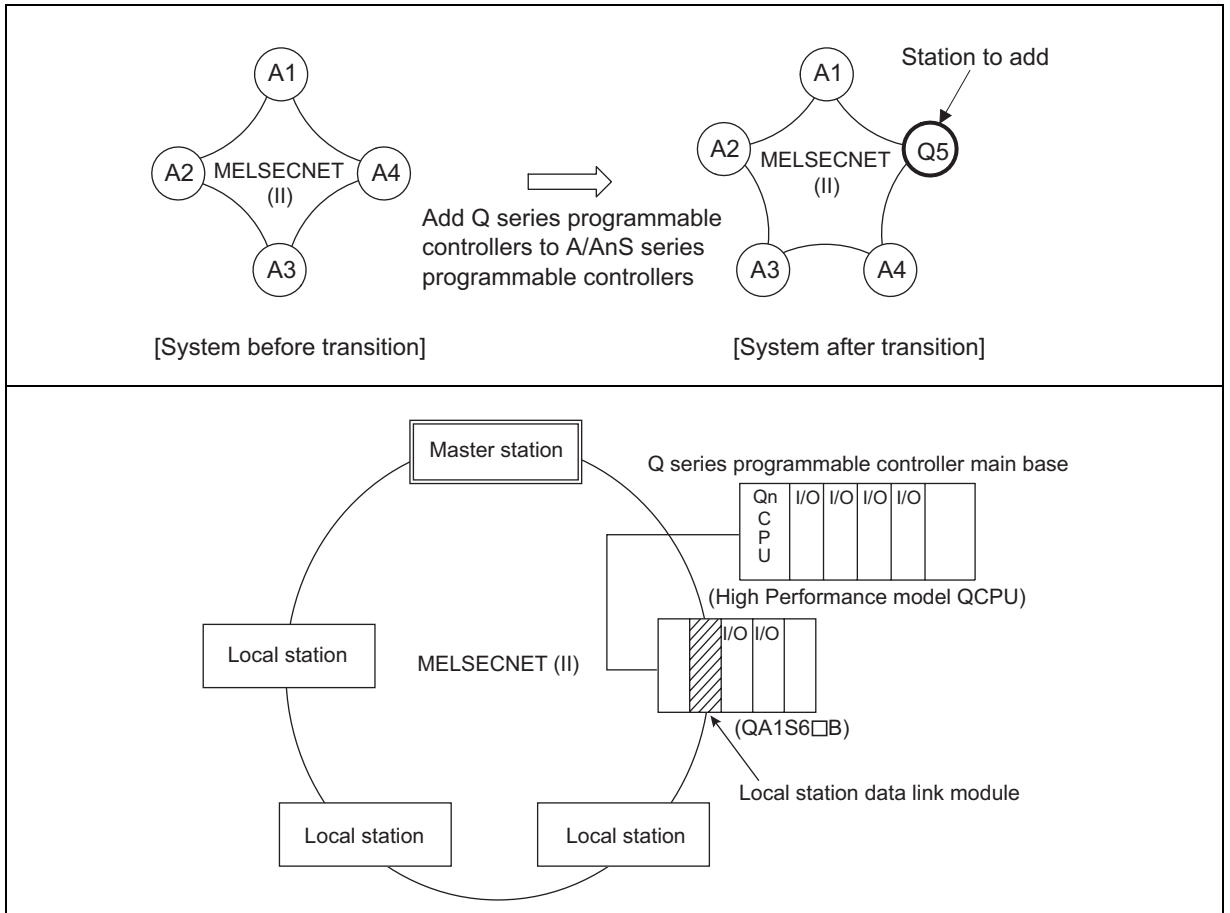 A1
A2
MELSECNET
(II)
A4
A3
[System before transition]
Add Q series programmable
controllers to A/AnS series
programmable controllers
Station to add
A1
A2
MELSECNET
(II)
Q5
A3
A4
[System after transition]
Master station
Q series programmable controller main base
Qn
C
P
U
I/O I/O I/O I/O
(High Performance model QCPU)
Local station
MELSECNET (II)
I/O I/O
(QA1S6□B)
Local station data link module
Local station
Local station